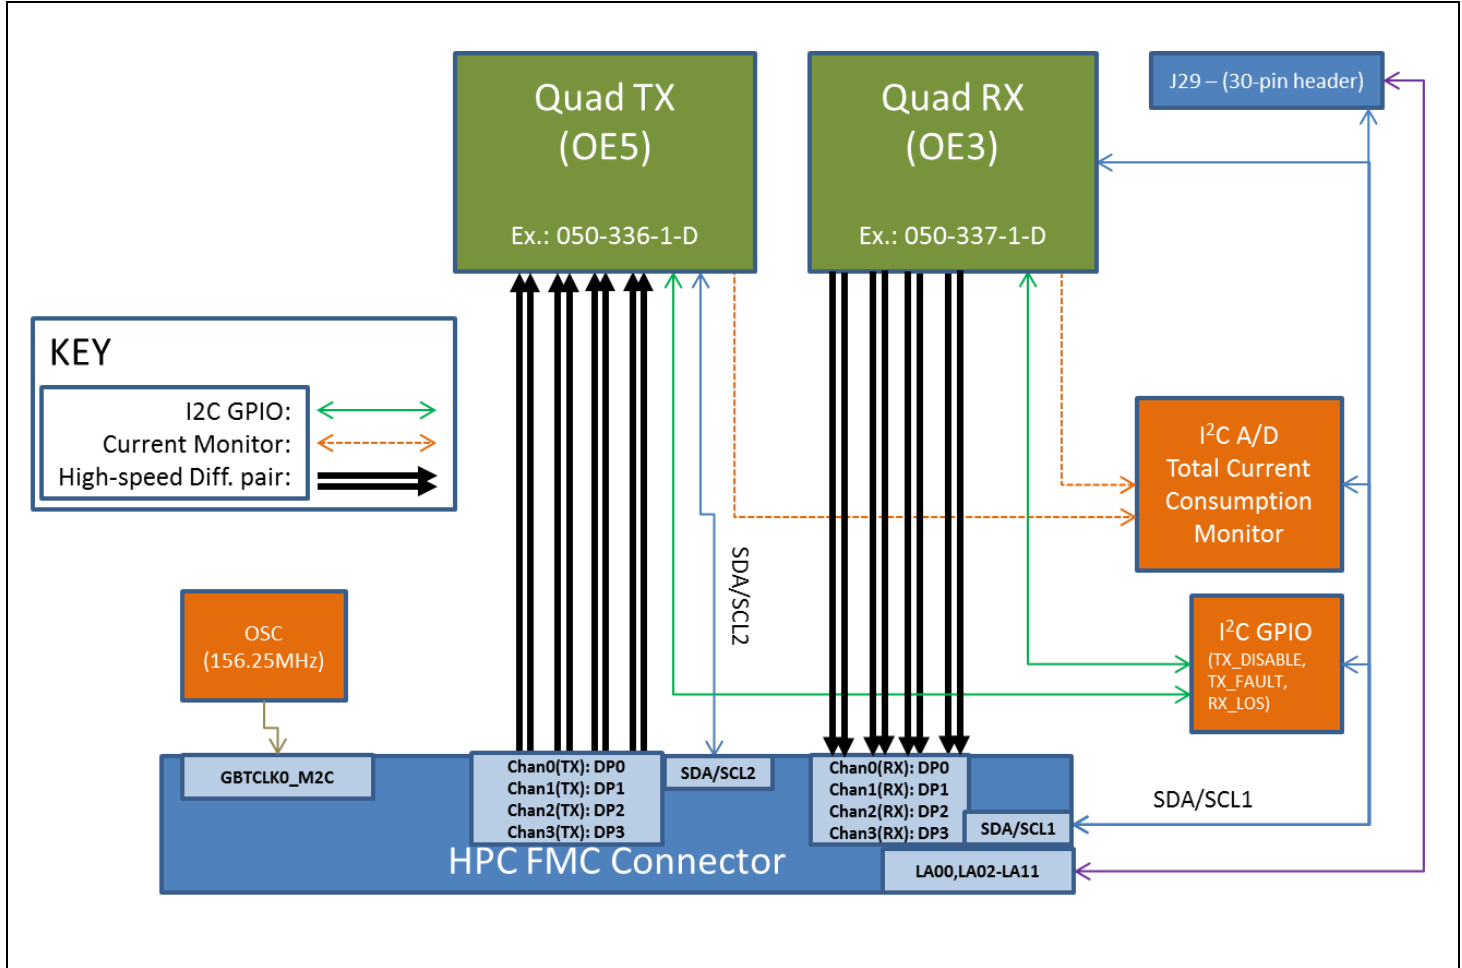 Quad TX
(OE5)
Ex.: 050-336-1-D
Quad RX
(OE3)
Ex.: 050-337-1-D
J29 – (30-pin header)
KEY
I2C GPIO:
Current Monitor:
High-speed Diff. pair:
I²C A/D
Total Current
Consumption
Monitor
SDA/SCL2
OSC
(156.25MHz)
I²C GPIO
(TX_DISABLE,
TX_FAULT,
RX_LOS)
GBTCLK0_M2C
Chan0(TX): DP0
Chan1(TX): DP1
Chan2(TX): DP2
Chan3(TX): DP3
SDA/SCL2
Chan0(RX): DP0
Chan1(RX): DP1
Chan2(RX): DP2
Chan3(RX): DP3
SDA/SCL1
SDA/SCL1
HPC FMC Connector
LA00,LA02-LA11